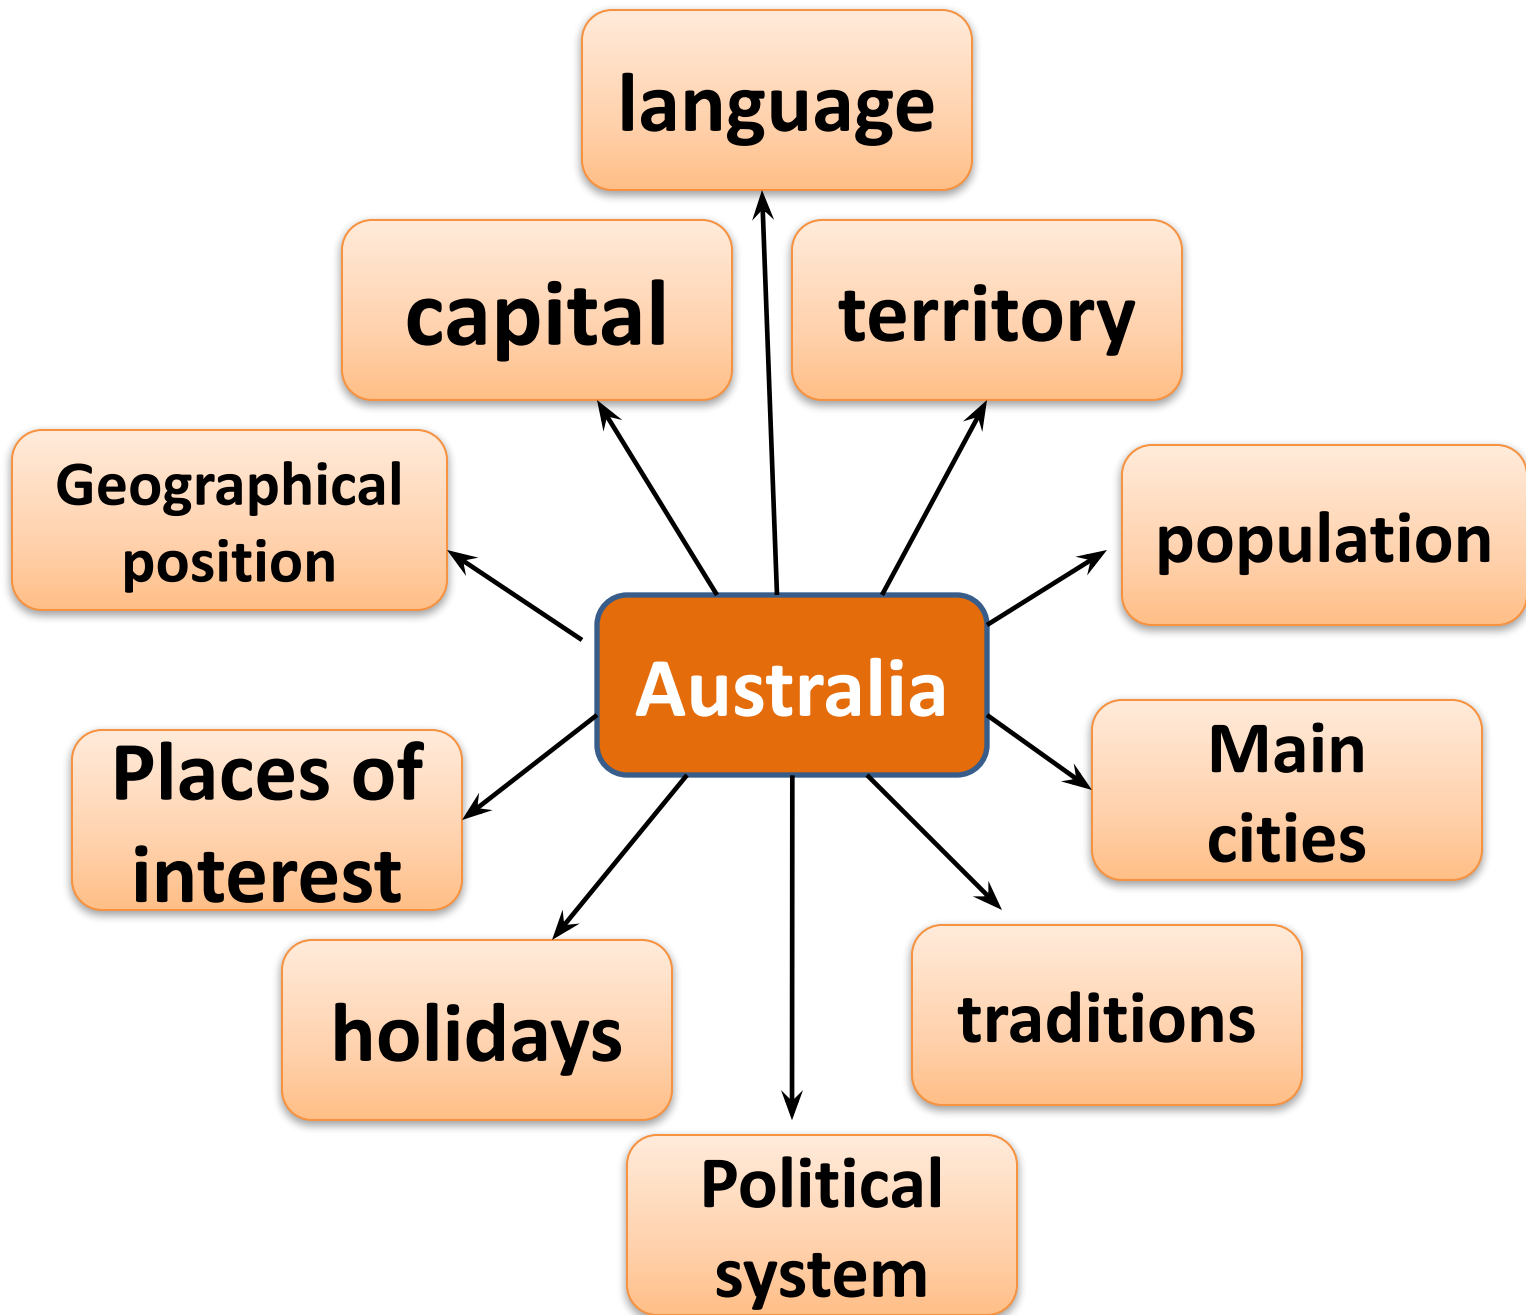 language
capital
territory
Geographical
position
population
Australia
Places of
interest
Main
cities
holidays
traditions
Political
system